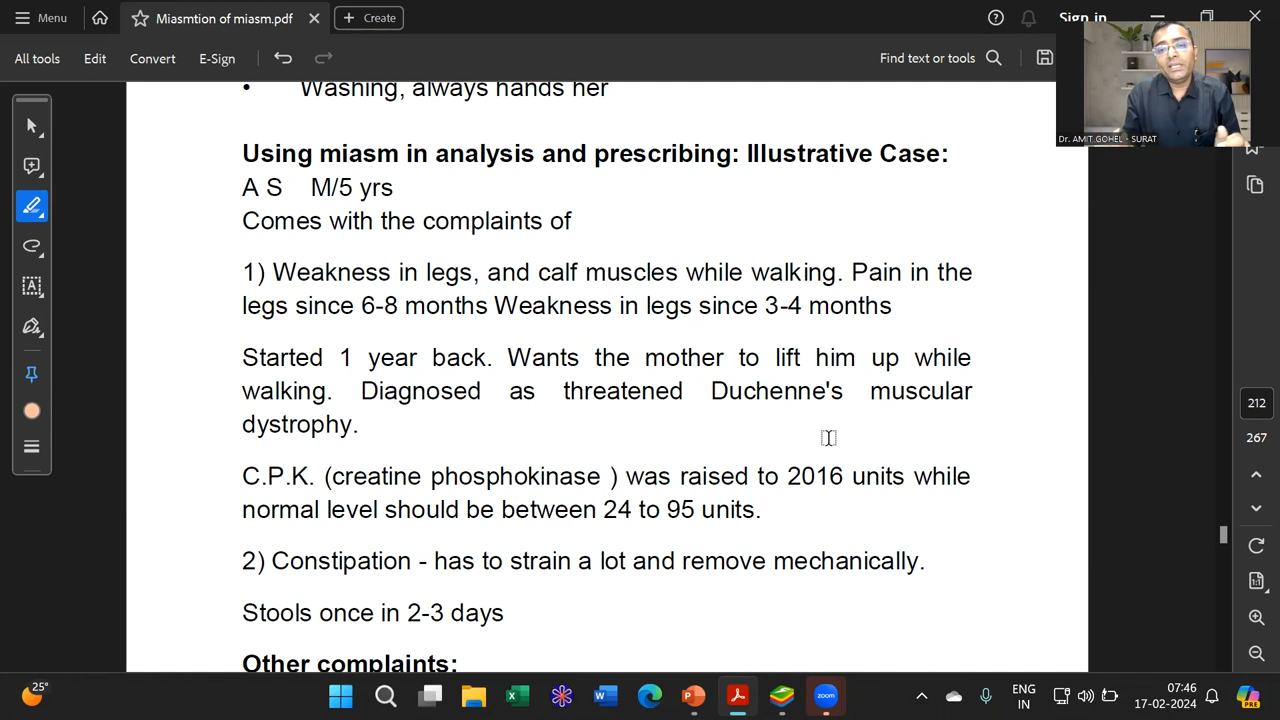 Menu
Miasmtion of miasm.pdf
Create
Sign in
All tools
Edit
Convert
E-Sign
Find text or tools
Dr. AMIT GOHEL - SURAT
• Washing, always hands her
Using miasm in analysis and prescribing: Illustrative Case:
A S M/5 yrs
Comes with the complaints of
1) Weakness in legs, and calf muscles while walking. Pain in the
legs since 6-8 months Weakness in legs since 3-4 months
Started 1 year back. Wants the mother to lift him up while
walking. Diagnosed as threatened Duchenne's muscular
dystrophy.
C.P.K. (creatine phosphokinase ) was raised to 2016 units while
normal level should be between 24 to 95 units.
2) Constipation - has to strain a lot and remove mechanically.
Stools once in 2-3 days
Other complaints:
212
267
25°
ENG
IN
07:46
17-02-2024
PRE